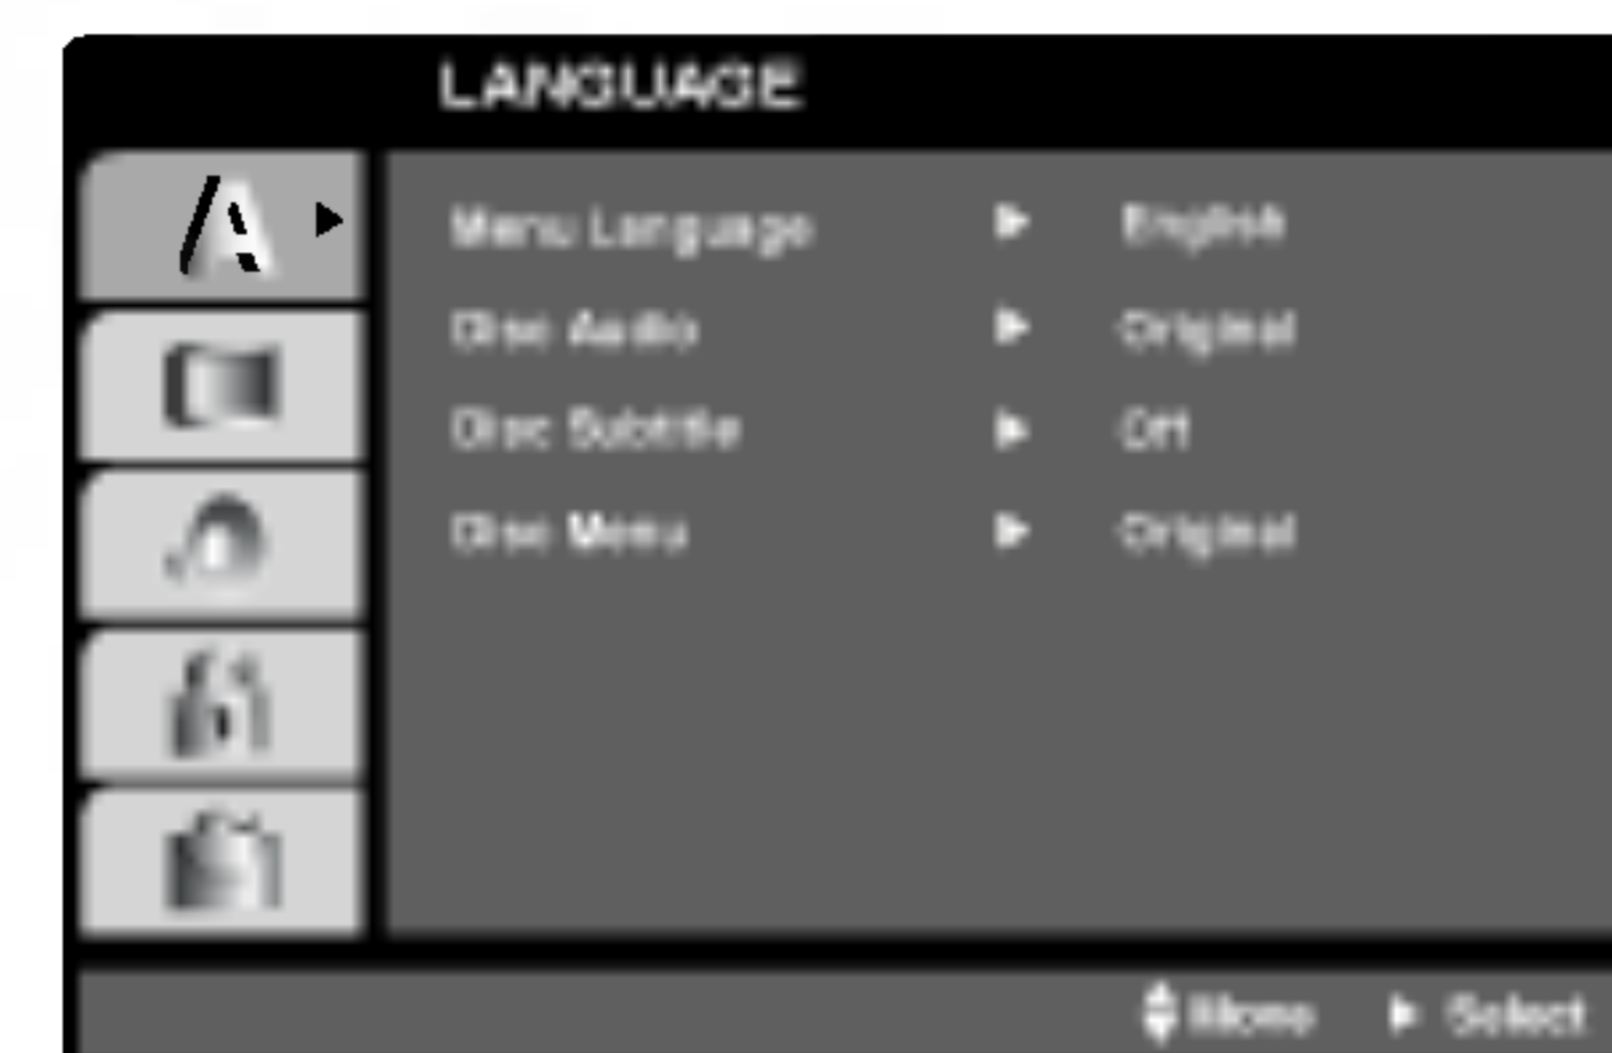 LANGUAGE
Menu Language ► English
Disc Audio ► Original
Disc Subtitle ► Off
Disc Menu ► Original
Move ► Select